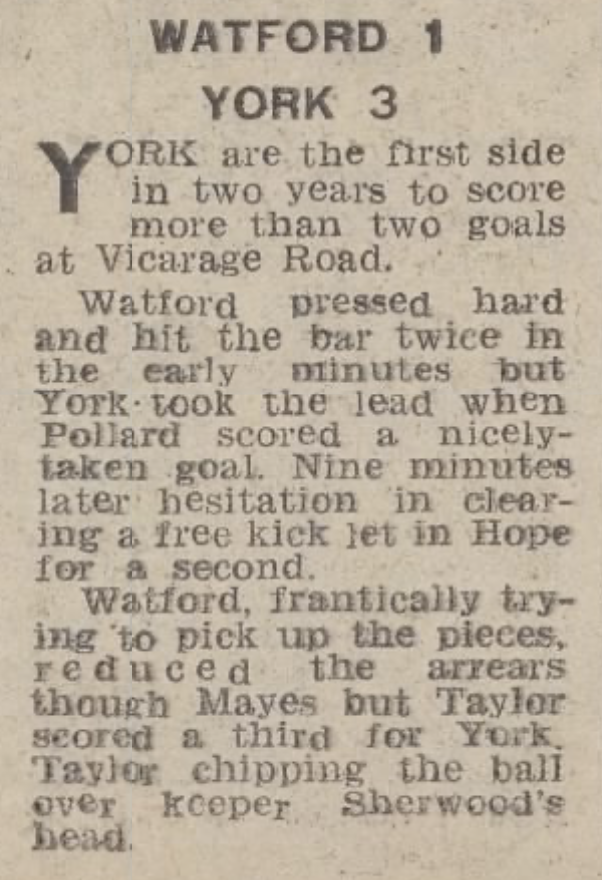 WATFORD 1
YORK 3
YORK are the first side
in two years to score
more than two goals
at Vicarage Road.
Watford pressed hard
and hit the bar twice in
the early minutes but
York took the lead when
Pollard scored a nicely-
taken goal. Nine minutes
later hesitation in clear-
ing a free kick let in Hope
for a second.
Watford, frantically try-
ing to pick up the pieces,
reduced the arrears
though Mayes but Taylor
scored a third for York,
Taylor chipping the ball
over keeper Sherwood's
head.